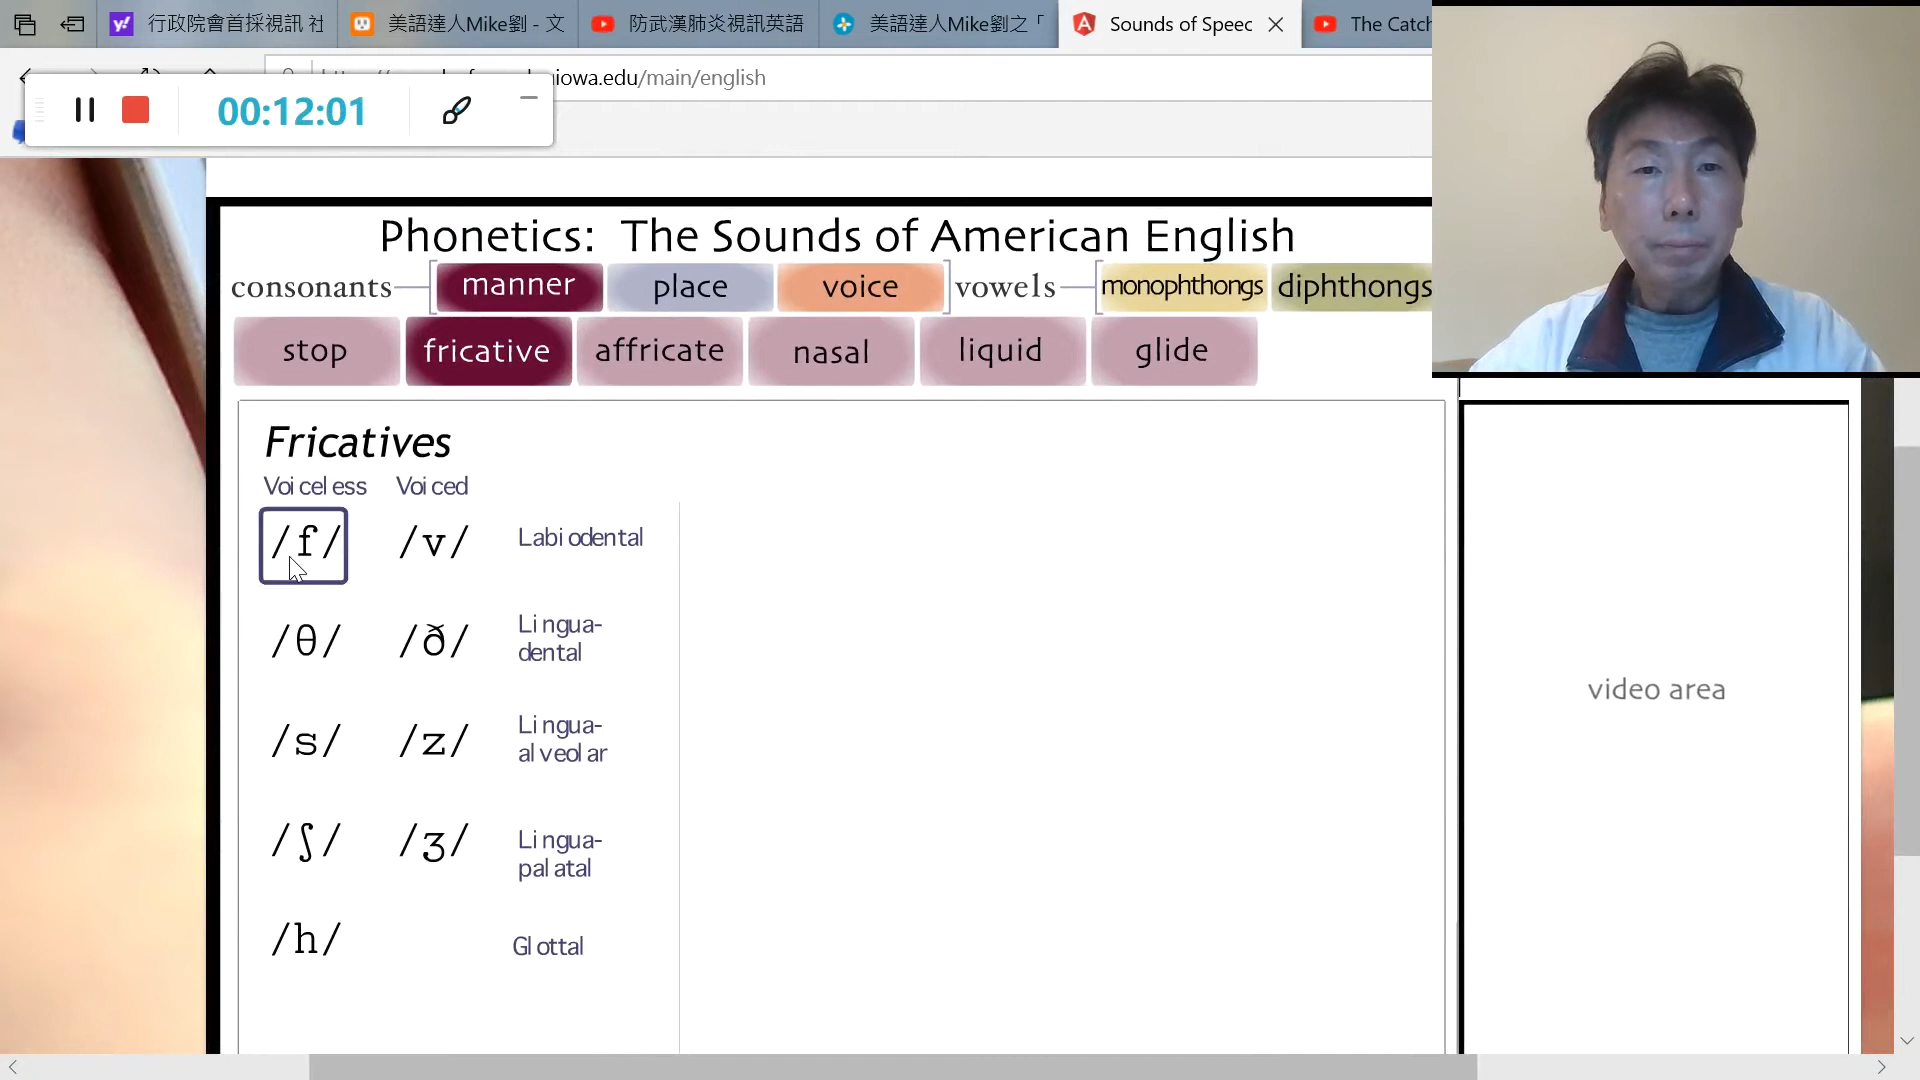 行政院會首採視訊 社
美語達人Mike劉 - 文
防武漢肺炎視訊英語
美語達人Mike劉之「
Sounds of Speec
The Catch
iowa.edu/main/english
00:12:01
Phonetics: The Sounds of American English
consonants manner place voice vowels monophthongs diphthongs
stop fricative affricate nasal liquid glide
Fricatives
Voiceless Voiced
/f/ /v/ Labiodental
/θ/ /ð/ Lingua-
dental
/s/ /z/ Lingua-
alveolar
/ʃ/ /ʒ/ Lingua-
palatal
/h/ Glottal
video area